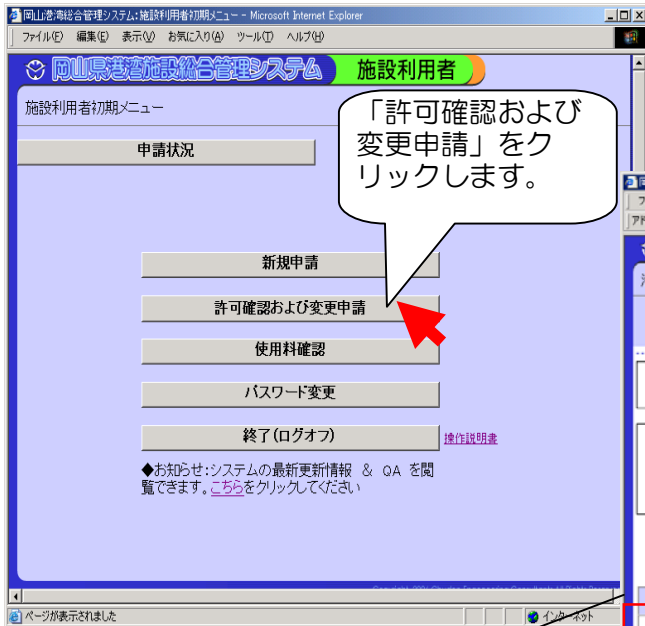 岡山港湾総合管理システム:施設利用者初期メニュー - Microsoft Internet Explorer
ファイル(F) 編集(E) 表示(V) お気に入り(A) ツール(T) ヘルプ(H)
岡山県港湾施設総合管理システム 施設利用者
施設利用者初期メニュー
「許可確認および
変更申請」をク
リックします。
申請状況
新規申請
許可確認および変更申請
使用料確認
パスワード変更
終了(ログオフ) 操作説明書
◆お知らせ:システムの最新更新情報 & QA を閲
覧できます。こちらをクリックしてください
ページが表示されました インターネット